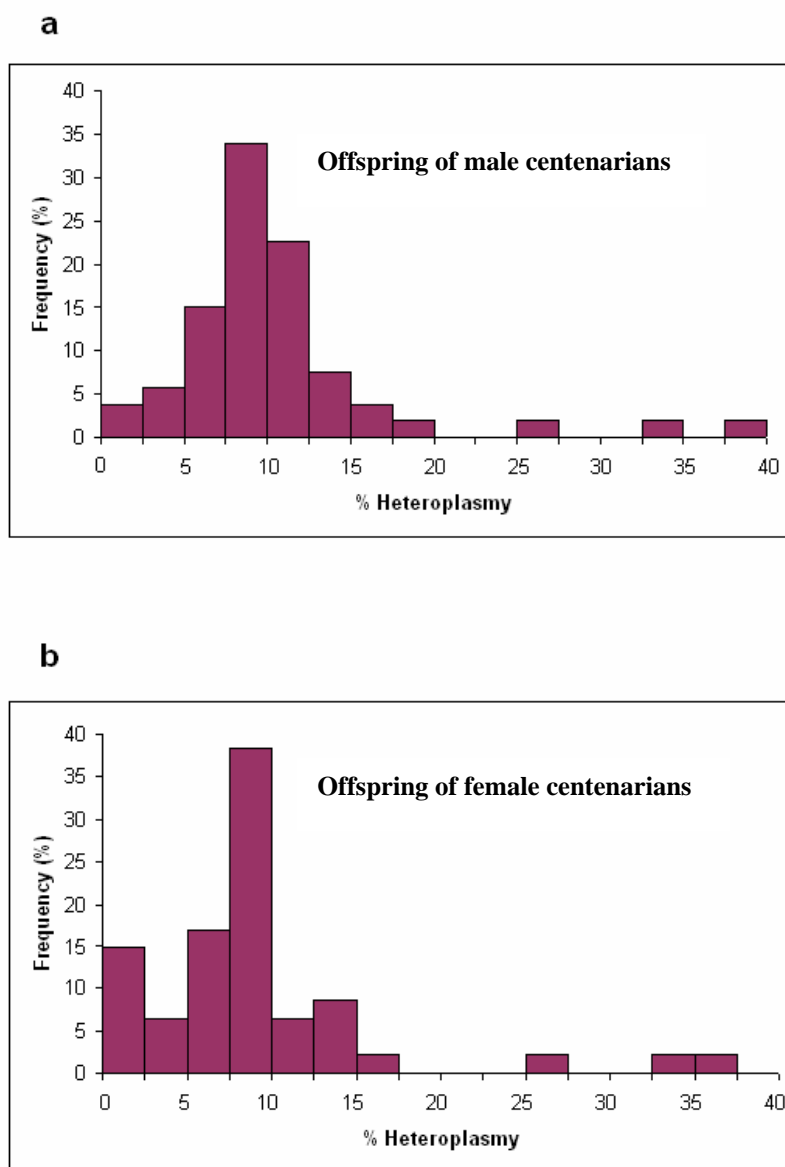 a
Offspring of male centenarians
Frequency (%)
40
35
30
25
20
15
10
5
0
0 5 10 15 20 25 30 35 40
% Heteroplasmy
b
Offspring of female centenarians
Frequency (%)
40
35
30
25
20
15
10
5
0
0 5 10 15 20 25 30 35 40
% Heteroplasmy